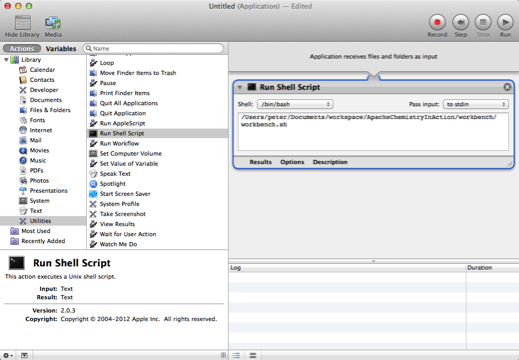 Untitled (Application) — Edited
Hide Library
Media
Record
Step
Stop
Run
Actions
Variables
Name
Library
Calendar
Contacts
Developer
Documents
Files & Folders
Fonts
Internet
Mail
Movies
Music
PDFs
Photos
Presentations
System
Text
Utilities
Most Used
Recently Added
Loop
Move Finder Items to Trash
Pause
Print Finder Items
Quit All Applications
Quit Application
Run AppleScript
Run Shell Script
Run Workflow
Set Computer Volume
Set Value of Variable
Speak Text
Spotlight
Start Screen Saver
System Profile
Take Screenshot
View Results
Wait for User Action
Watch Me Do
Run Shell Script
This action executes a Unix shell script.
Input: Text
Result: Text
Version: 2.0.3
Copyright: Copyright © 2004–2012 Apple Inc. All rights reserved.
Application receives files and folders as input
Run Shell Script
Shell: /bin/bash
Pass input: to stdin
/Users/peter/Documents/workspace/ApacheChemistryInAction/workbench/
workbench.sh
Results Options Description
Log
Duration